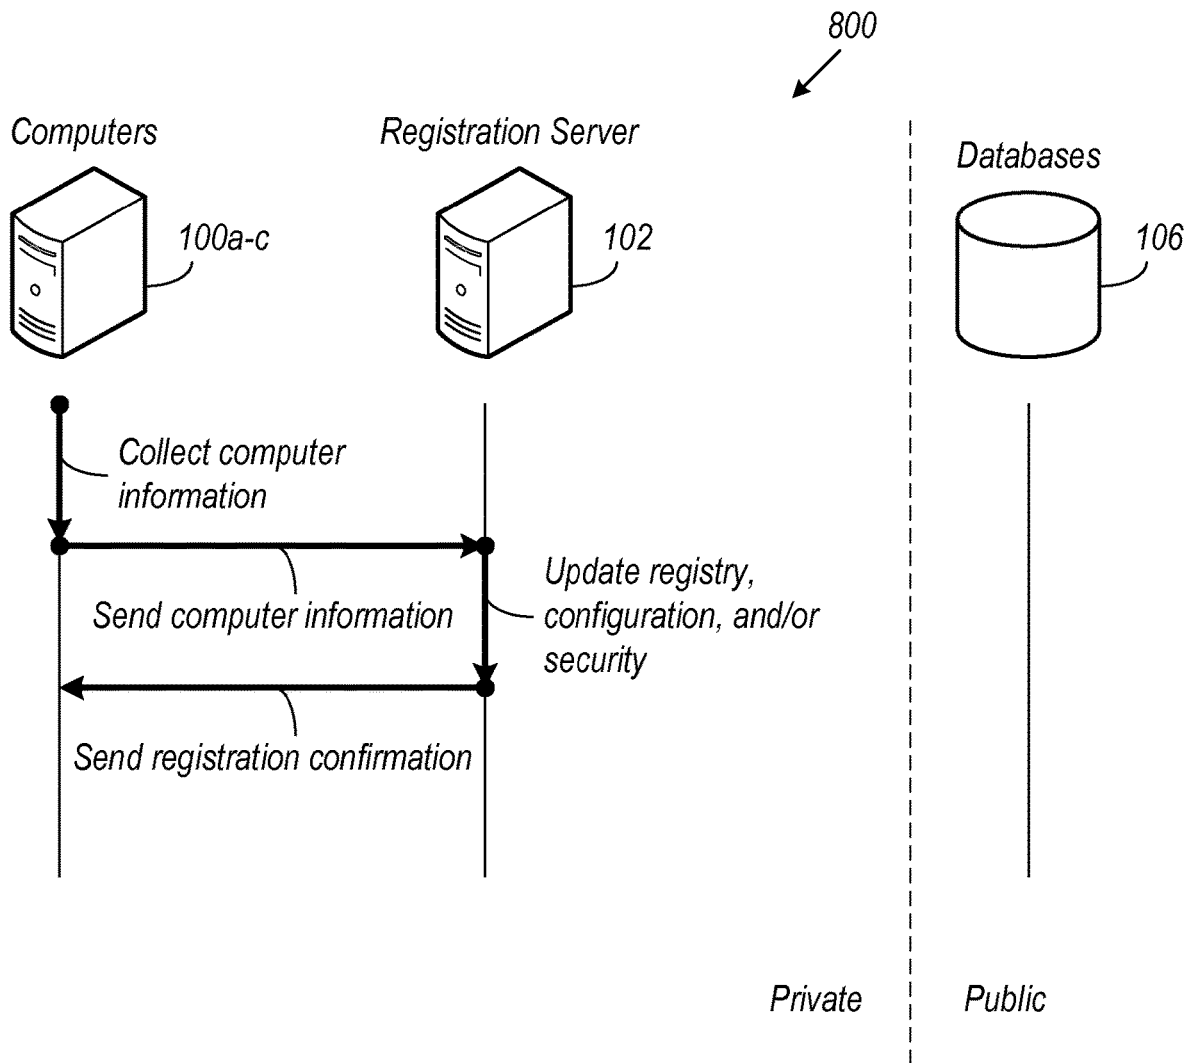 800
Computers
Registration Server
Databases
100a-c
102
106
Collect computer
information
Update registry,
configuration, and/or
security
Send computer information
Send registration confirmation
Private
Public